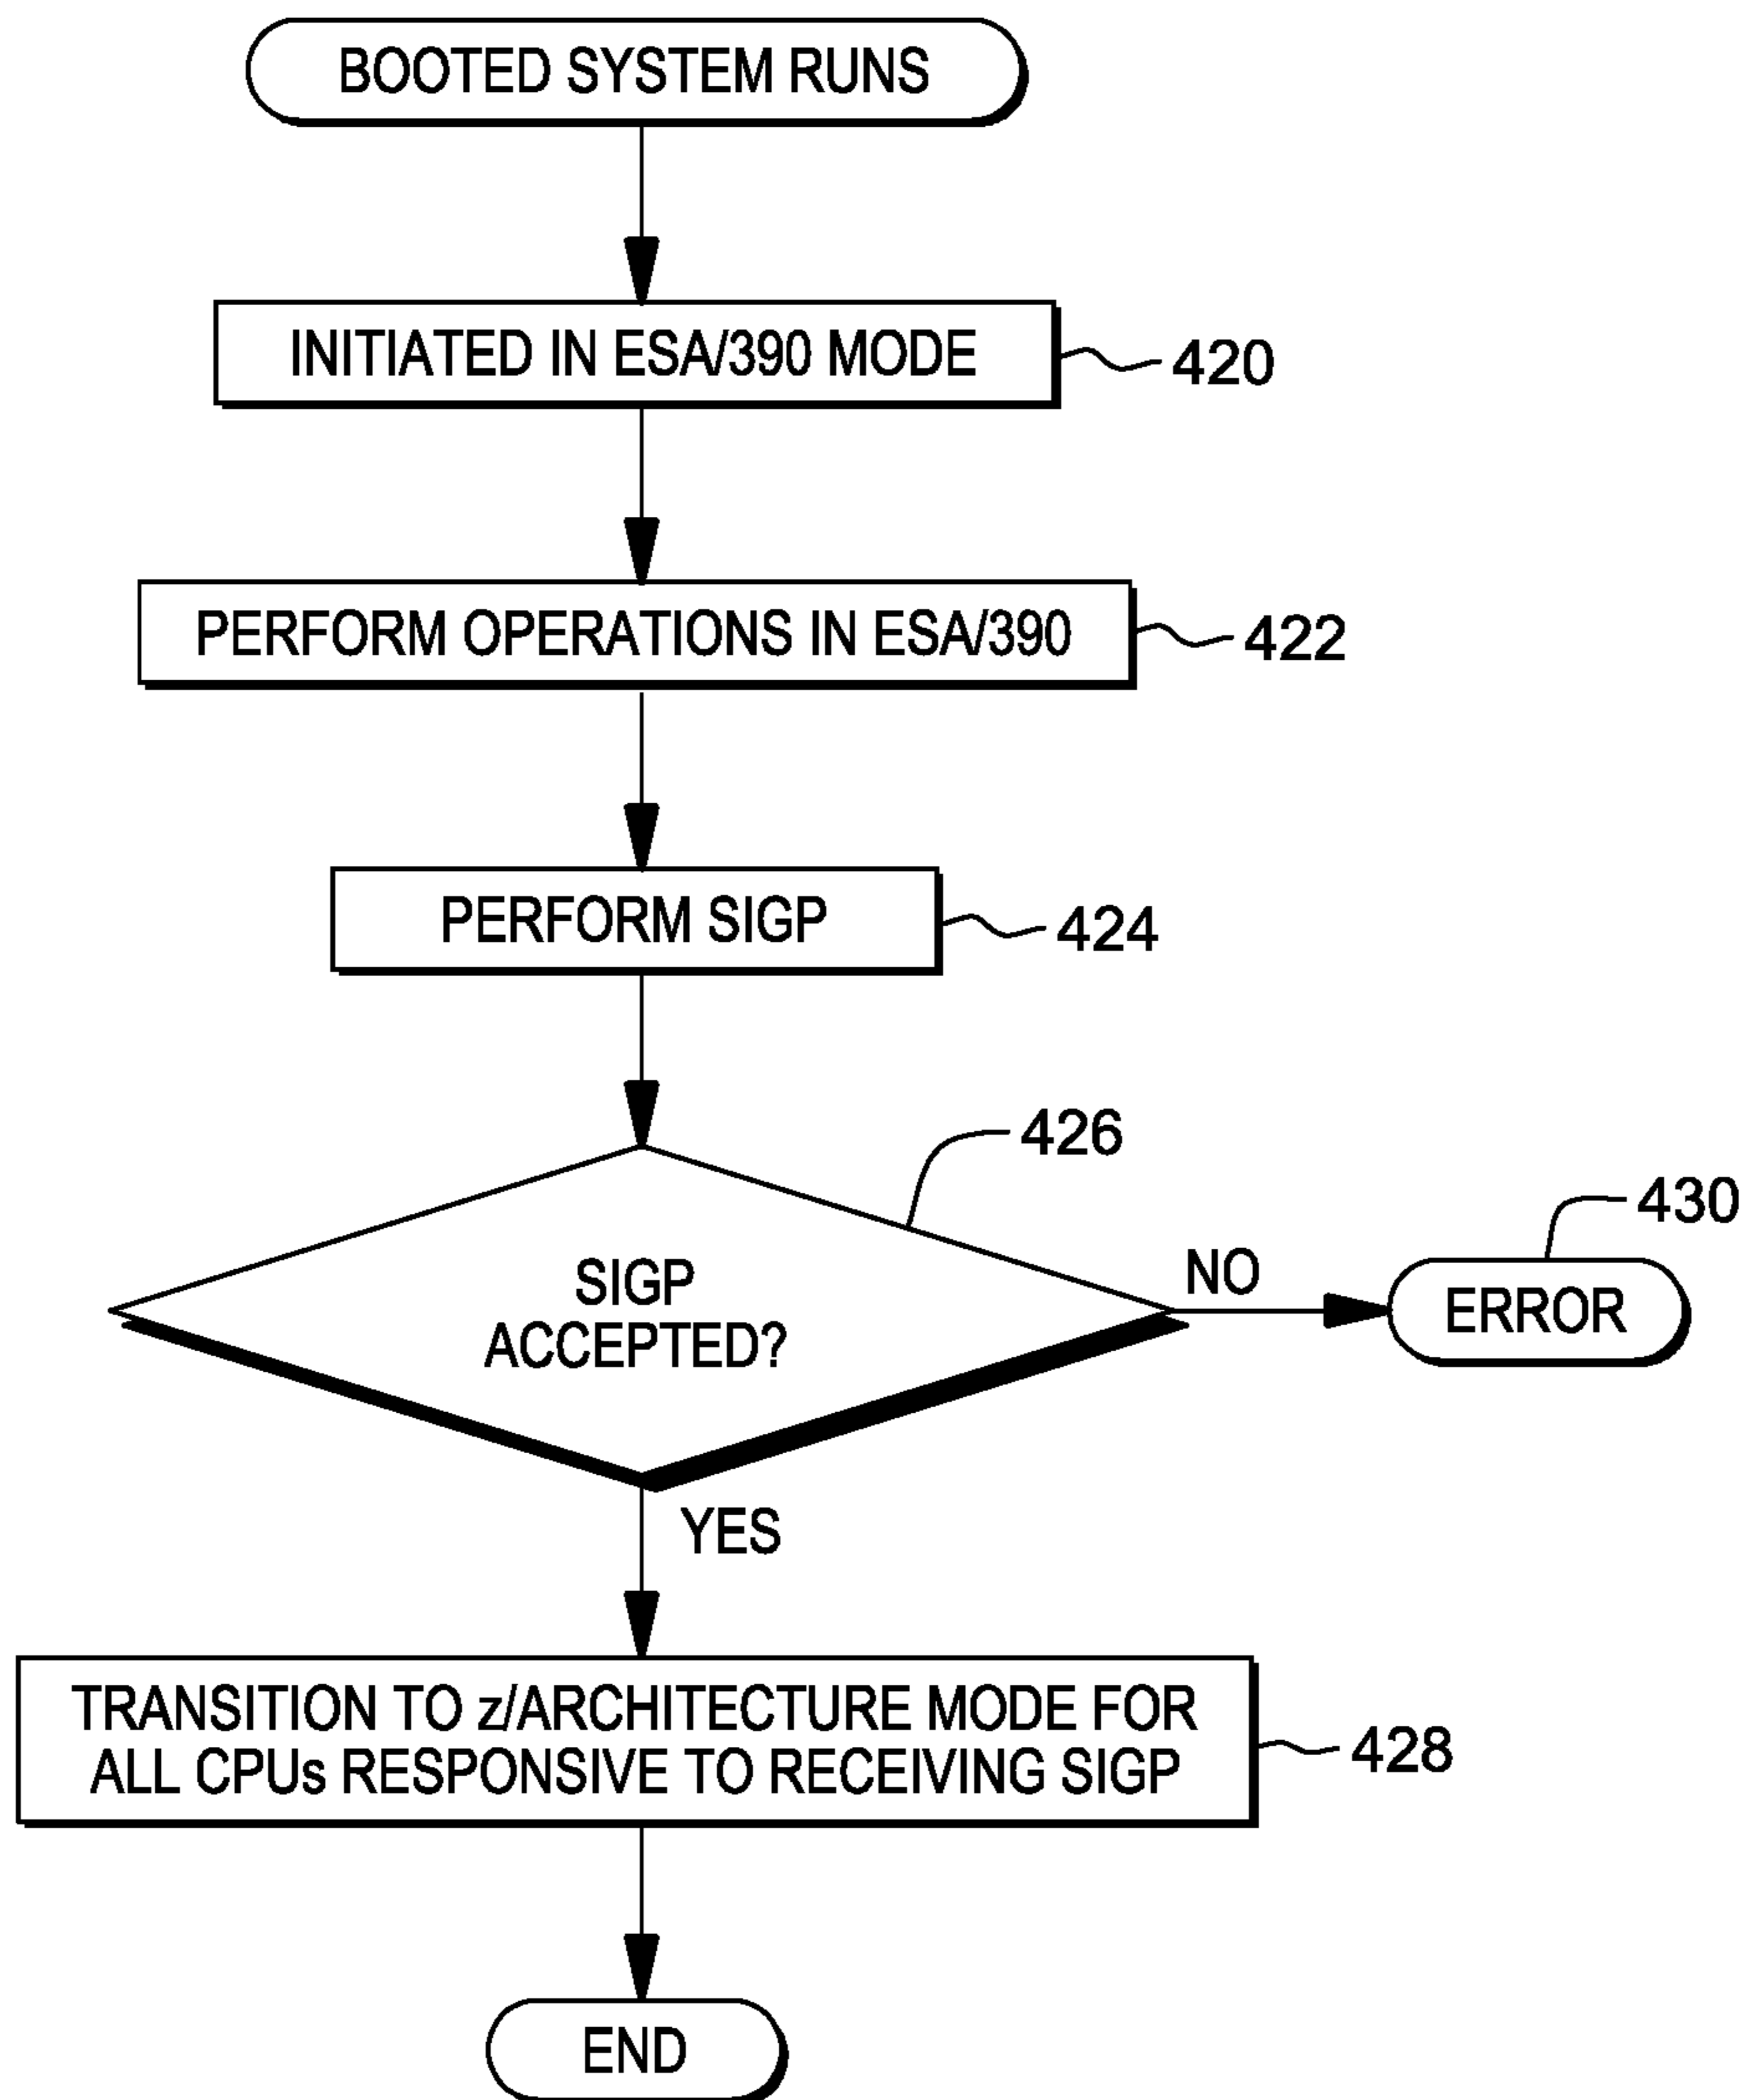 BOOTED SYSTEM RUNS
INITIATED IN ESA/390 MODE
420
PERFORM OPERATIONS IN ESA/390
422
PERFORM SIGP
424
426
SIGP
ACCEPTED?
NO
430
ERROR
YES
TRANSITION TO z/ARCHITECTURE MODE FOR
ALL CPUs RESPONSIVE TO RECEIVING SIGP
428
END